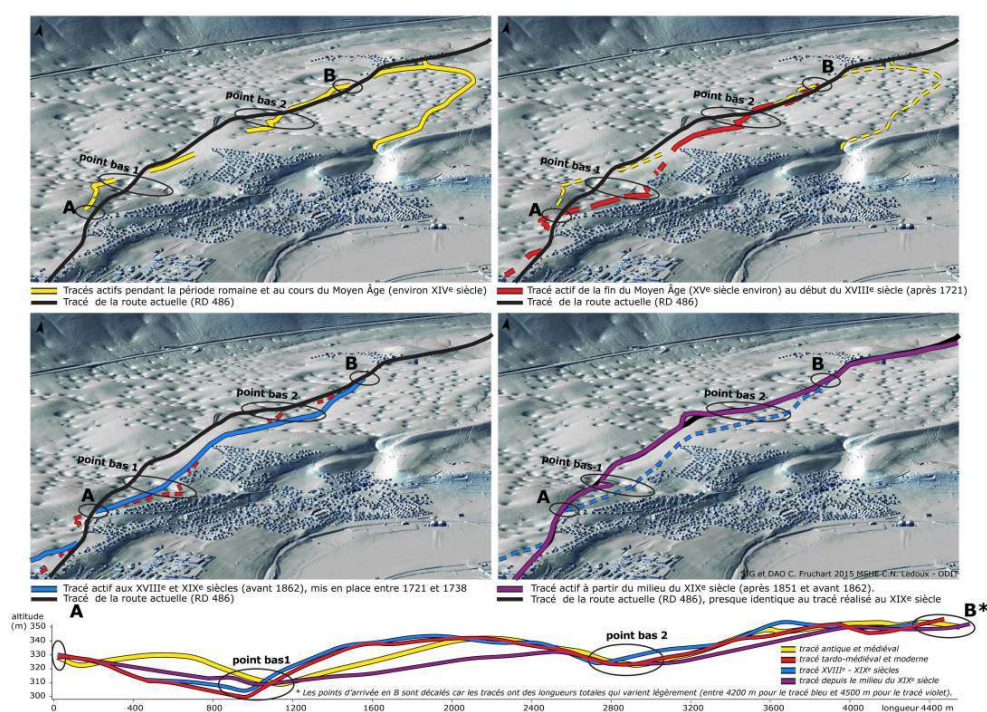 B
point bas 2
point bas 1
A
Tracés actifs pendant la période romaine et au cours du Moyen Âge (environ XIVe siècle)
Tracé de la route actuelle (RD 486)
B
point bas 2
point bas 1
A
Tracé actif de la fin du Moyen Âge (XVe siècle environ) au début du XVIIIe siècle (après 1721)
Tracé de la route actuelle (RD 486)
B
point bas 2
point bas 1
A
Tracé actif aux XVIIIe et XIXe siècles (avant 1862), mis en place entre 1721 et 1738
Tracé de la route actuelle (RD 486)
B
point bas 2
point bas 1
A
SIG et DAO C. Fruchart 2015 MSHE C.N. Ledoux - ODIT
Tracé actif à partir du milieu du XIXe siècle (après 1851 et avant 1862).
Tracé de la route actuelle (RD 486), presque identique au tracé réalisé au XIXe siècle
altitude
(m)
A
B*
350
340
330
320
310
300
point bas1
point bas 2
tracé antique et médiéval
tracé tardo-médiéval et moderne
tracé XVIIIe - XIXe siècles
tracé depuis le milieu du XIXe siècle
* Les points d'arrivée en B sont décalés car les tracés ont des longueurs totales qui varient légèrement (entre 4200 m pour le tracé bleu et 4500 m pour le tracé violet).
0 400 800 1200 1600 2000 2400 2800 3200 3600 4000 longueur 4400 m